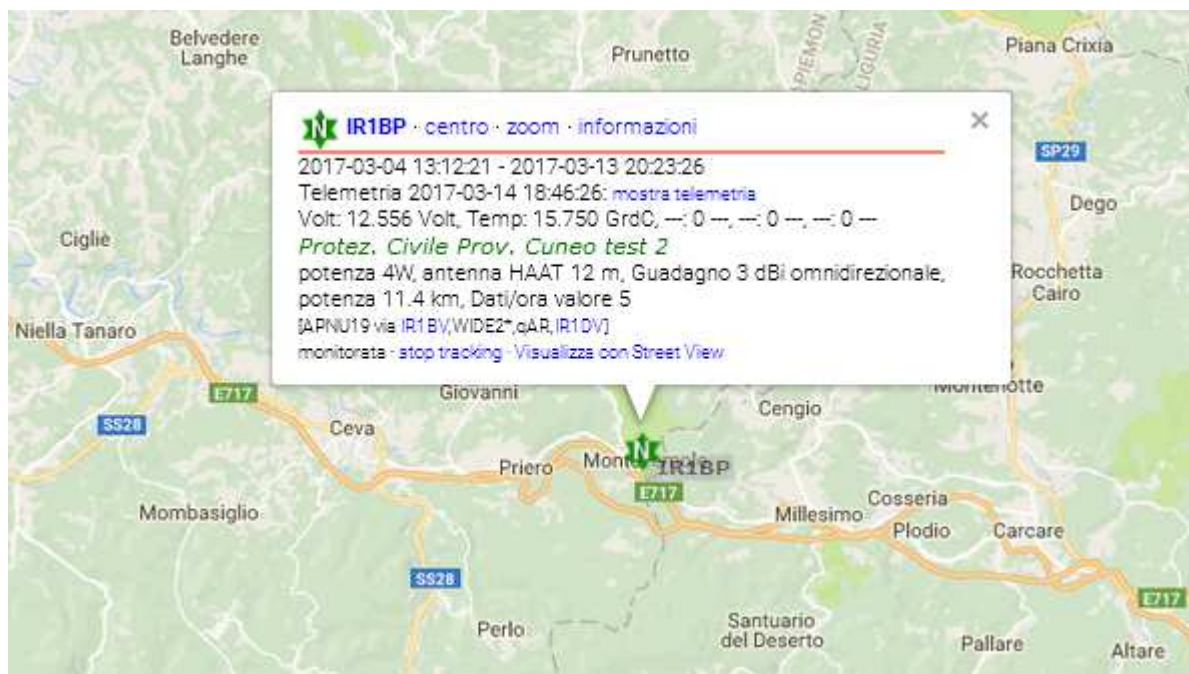 Belvedere
Langhe
Prunetto
PIEMON
LIGURIA
Piana Crixia
N IR1BP · centro · zoom · informazioni
×
2017-03-04 13:12:21 - 2017-03-13 20:23:26
Telemetria 2017-03-14 18:46:26: mostra telemetria
Volt: 12.556 Volt, Temp: 15.750 GrdC, ---: 0 ---, ---: 0 ---, ---: 0 ---
Protez. Civile Prov. Cuneo test 2
potenza 4W, antenna HAAT 12 m, Guadagno 3 dBi omnidirezionale,
potenza 11.4 km, Dati/ora valore 5
[APNU19 via IR1BV,WIDE2*,qAR,IR1DV]
monitorata · stop tracking · Visualizza con Street View
SP29
Dego
Ciglie
Rocchetta
Cairo
Niella Tanaro
E717
Giovanni
Cengio
SS28
Ceva
Priero
N
IR1BP
E717
Mombasiglio
Millesimo
Cosseria
Plodio
Carcare
SS28
E717
Perlo
Santuario
del Deserto
Pallare
Altare